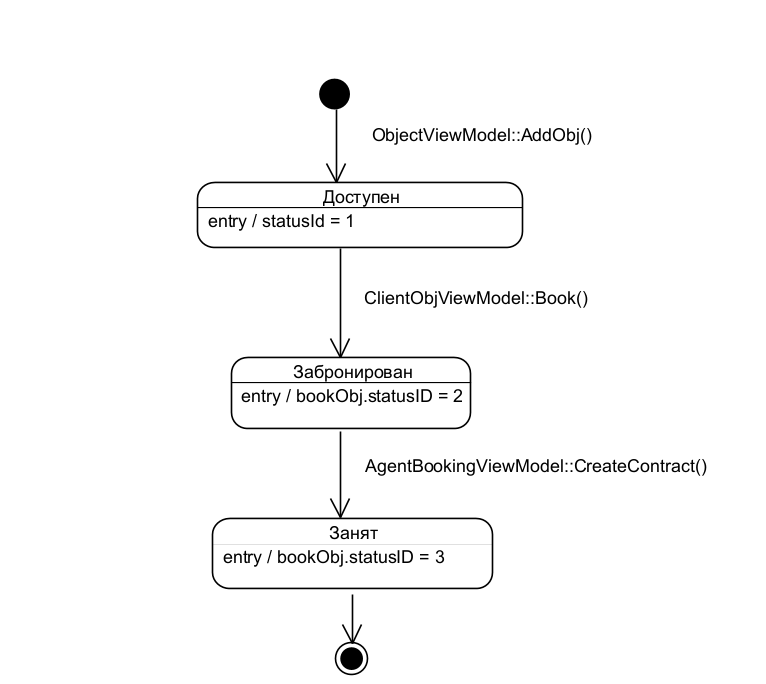 ObjectViewModel::AddObj()
Доступен
entry / statusId = 1
ClientObjViewModel::Book()
Забронирован
entry / bookObj.statusID = 2
AgentBookingViewModel::CreateContract()
Занят
entry / bookObj.statusID = 3